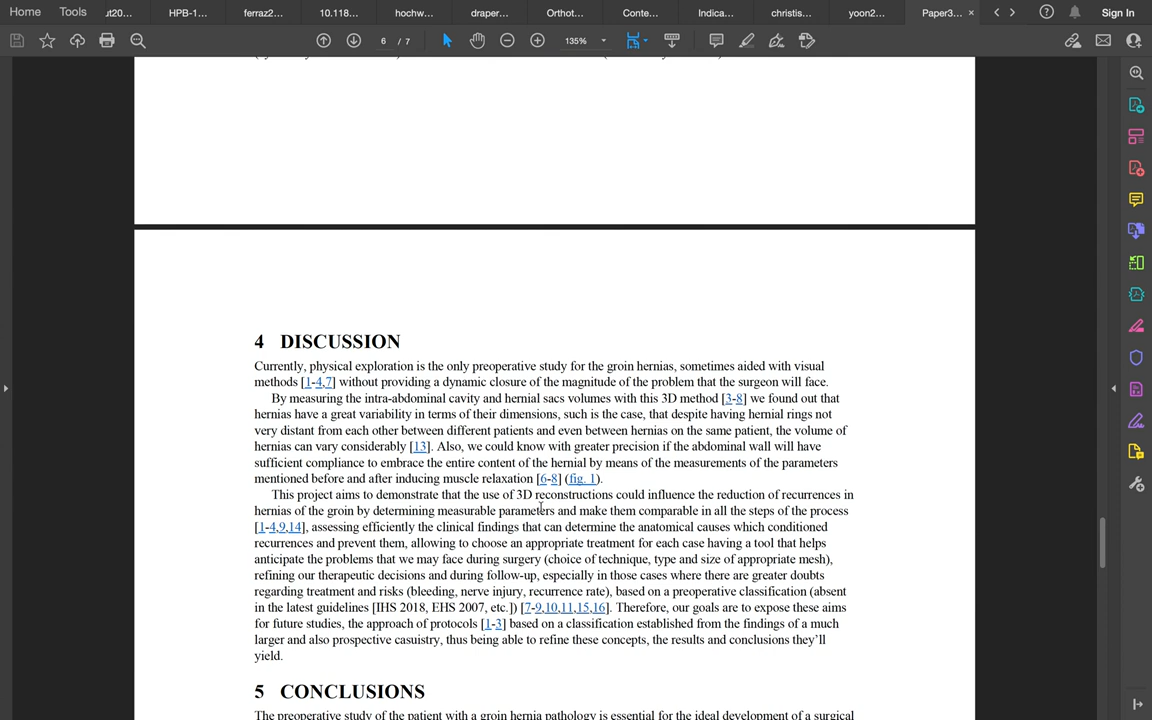 Home Tools ut20... HPB-1... ferraz2... 10.118... hochw... draper... Orthot... Conte... Indica... christis... yoon2... Paper3... × Sign In
6 / 7 135%
4 DISCUSSION
Currently, physical exploration is the only preoperative study for the groin hernias, sometimes aided with visual
methods [1-4,7] without providing a dynamic closure of the magnitude of the problem that the surgeon will face.
By measuring the intra-abdominal cavity and hernial sacs volumes with this 3D method [3-8] we found out that
hernias have a great variability in terms of their dimensions, such is the case, that despite having hernial rings not
very distant from each other between different patients and even between hernias on the same patient, the volume of
hernias can vary considerably [13]. Also, we could know with greater precision if the abdominal wall will have
sufficient compliance to embrace the entire content of the hernial by means of the measurements of the parameters
mentioned before and after inducing muscle relaxation [6-8] (fig. 1).
This project aims to demonstrate that the use of 3D reconstructions could influence the reduction of recurrences in
hernias of the groin by determining measurable parameters and make them comparable in all the steps of the process
[1-4,9,14], assessing efficiently the clinical findings that can determine the anatomical causes which conditioned
recurrences and prevent them, allowing to choose an appropriate treatment for each case having a tool that helps
anticipate the problems that we may face during surgery (choice of technique, type and size of appropriate mesh),
refining our therapeutic decisions and during follow-up, especially in those cases where there are greater doubts
regarding treatment and risks (bleeding, nerve injury, recurrence rate), based on a preoperative classification (absent
in the latest guidelines [IHS 2018, EHS 2007, etc.]) [7-9,10,11,15,16]. Therefore, our goals are to expose these aims
for future studies, the approach of protocols [1-3] based on a classification established from the findings of a much
larger and also prospective casuistry, thus being able to refine these concepts, the results and conclusions they'll
yield.
5 CONCLUSIONS
The preoperative study of the patient with a groin hernia pathology is essential for the ideal development of a surgical